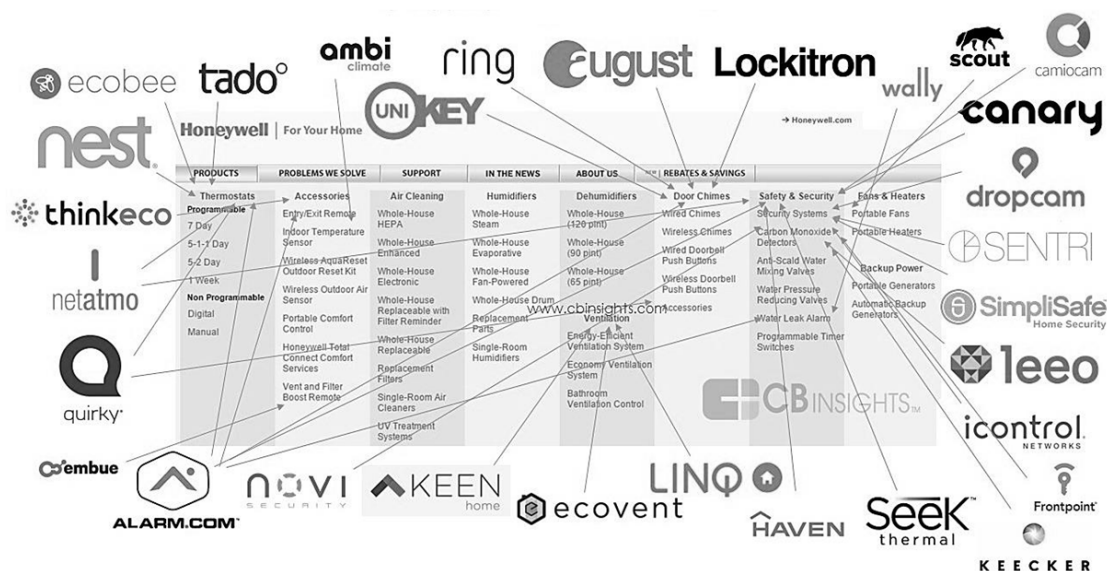 ecobee
tado°
ambi
climate
ring
august
Lockitron
wally
scout
camiocam
nest
UNI KEY
canary
Honeywell | For Your Home
→ Honeywell.com
PRODUCTS PROBLEMS WE SOLVE SUPPORT IN THE NEWS ABOUT US NEW | REBATES & SAVINGS
thinkeco
dropcam
netatmo
SENTRI
SimpliSafe
Home Security
quirky
leeo
Thermostats
Programmable
7 Day
5-1-1 Day
5-2 Day
1 Week
Non Programmable
Digital
Manual
Accessories
Entry/Exit Remote
Indoor Temperature
Sensor
Wireless AquaReset
Outdoor Reset Kit
Wireless Outdoor Air
Sensor
Portable Comfort
Control
Honeywell Total
Connect Comfort
Services
Vent and Filter
Boost Remote
Air Cleaning
Whole-House
HEPA
Whole-House
Enhanced
Whole-House
Electronic
Whole-House
Replaceable with
Filter Reminder
Whole-House
Replaceable
Replacement
Filters
Single-Room Air
Cleaners
UV Treatment
Systems
Humidifiers
Whole-House
Steam
Whole-House
Evaporative
Whole-House
Fan-Powered
Whole-House Drum
Replacement
Parts
Single-Room
Humidifiers
Dehumidifiers
Whole-House
(120 pint)
Whole-House
(90 pint)
Whole-House
(65 pint)
www.cbinsights.com
Ventilation
Energy-Efficient
Ventilation System
Economy Ventilation
System
Bathroom
Ventilation Control
Door Chimes
Wired Chimes
Wireless Chimes
Wired Doorbell
Push Buttons
Wireless Doorbell
Push Buttons
Accessories
Safety & Security
Security Systems
Carbon Monoxide
Detectors
Anti-Scald Water
Mixing Valves
Water Pressure
Reducing Valves
Water Leak Alarm
Programmable Timer
Switches
Fans & Heaters
Portable Fans
Portable Heaters
Backup Power
Portable Generators
Automatic Backup
Generators
CB INSIGHTS™
icontrol
NETWORKS
embue
ALARM.COM
NOVI
SECURITY
KEEN
home
ecovent
LINQ
HAVEN
Seek™
thermal
Frontpoint
KEECKER